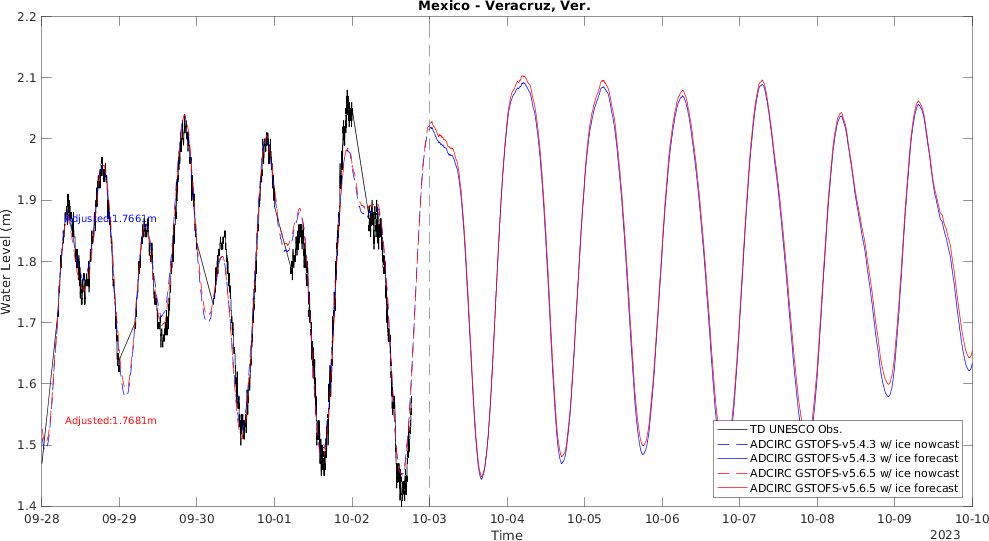 Mexico - Veracruz, Ver.
2.2
2.1
2
1.9
1.8
1.7
1.6
1.5
1.4
Water Level (m)
Adjusted:1.7661m
Adjusted:1.7681m
TD UNESCO Obs.
ADCIRC GSTOFS-v5.4.3 w/ ice nowcast
ADCIRC GSTOFS-v5.4.3 w/ ice forecast
ADCIRC GSTOFS-v5.6.5 w/ ice nowcast
ADCIRC GSTOFS-v5.6.5 w/ ice forecast
09-28 09-29 09-30 10-01 10-02 10-03 10-04 10-05 10-06 10-07 10-08 10-09 10-10
Time
2023